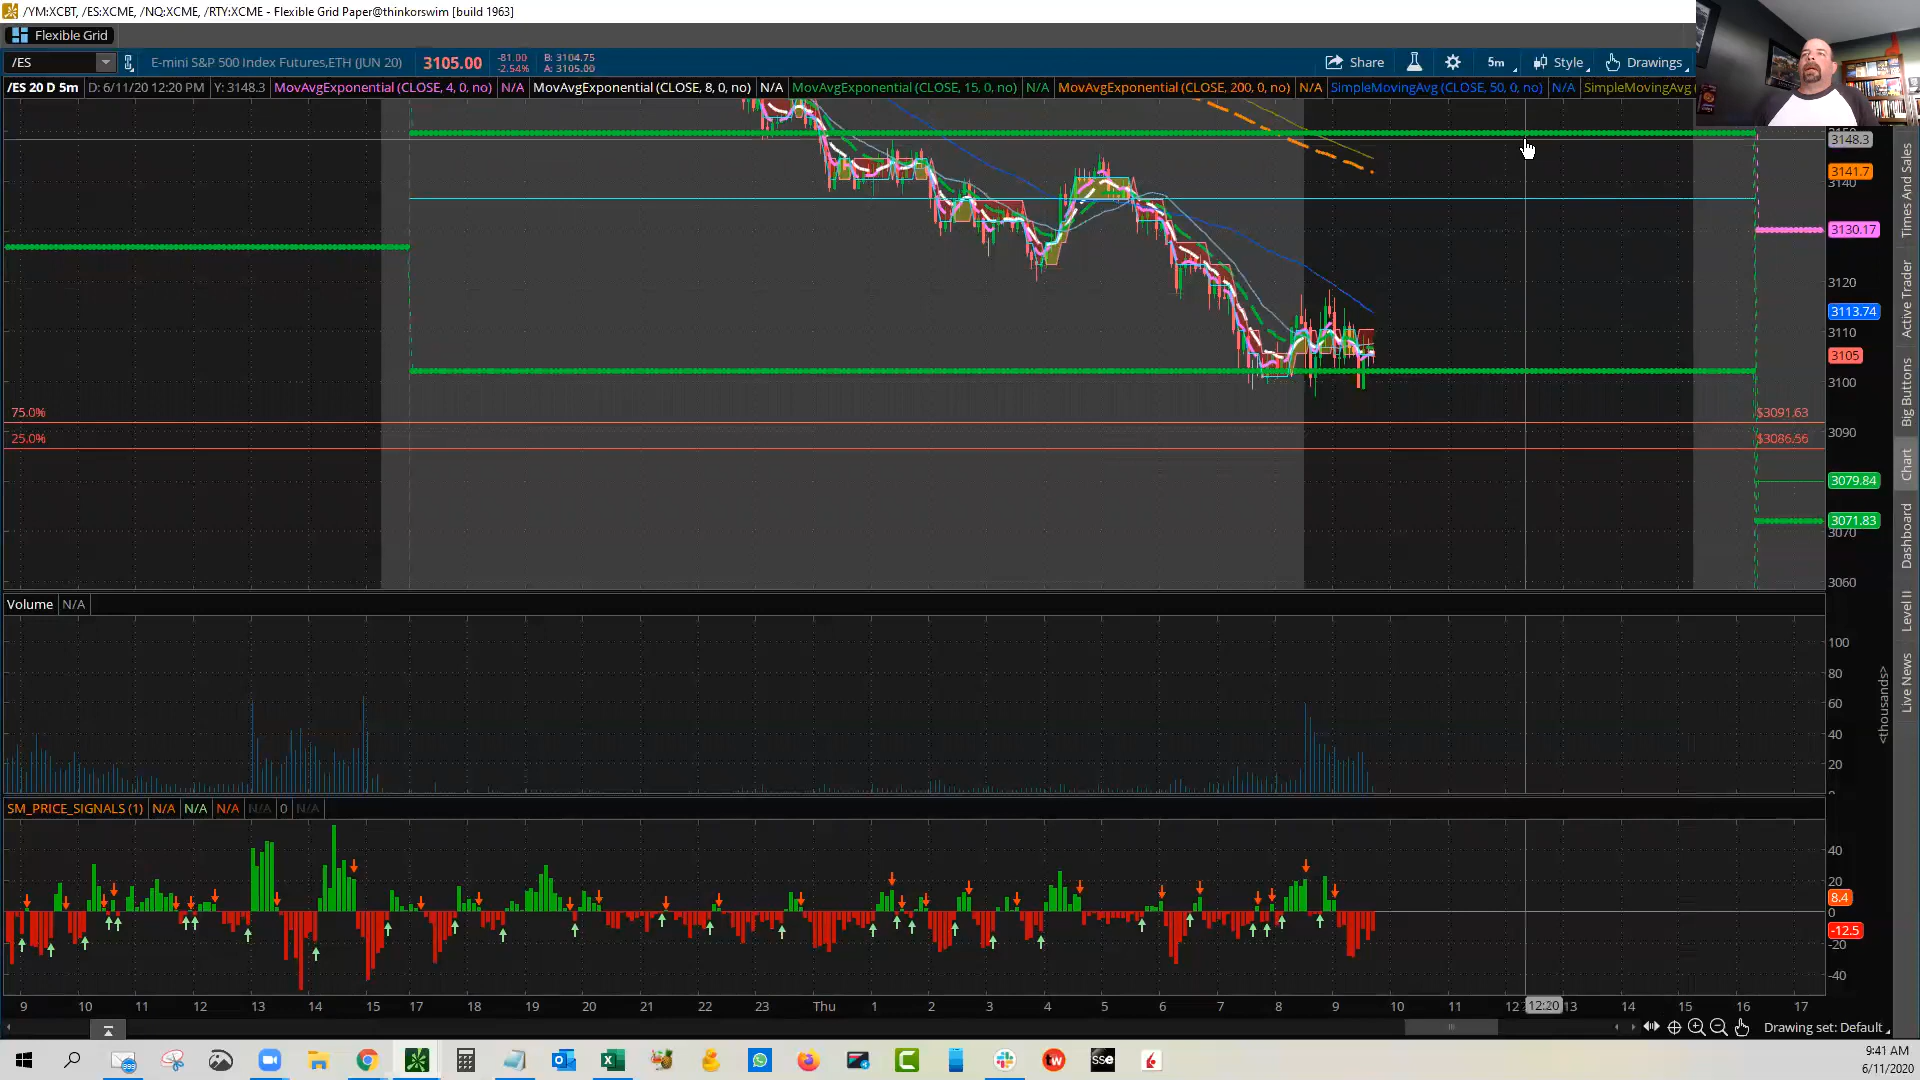 /YM:XCBT, /ES:XCME, /NQ:XCME, /RTY:XCME - Flexible Grid Paper@thinkorswim [build 1963]
Flexible Grid
/ES E-mini S&P 500 Index Futures,ETH (JUN 20) 3105.00 -81.00 B: 3104.75 Share 5m Style Drawings
-2.54% A: 3105.00
/ES 20 D 5m D: 6/11/20 12:20 PM Y: 3148.3 MovAvgExponential (CLOSE, 4, 0, no) N/A MovAvgExponential (CLOSE, 8, 0, no) N/A MovAvgExponential (CLOSE, 15, 0, no) N/A MovAvgExponential (CLOSE, 200, 0, no) N/A SimpleMovingAvg (CLOSE, 50, 0, no) N/A SimpleMovingAvg (
3148.3
3141.7
3140
3130.17
3120
3113.74
3110
3105
3100
75.0% $3091.63
3090
25.0% $3086.56
3079.84
3071.83
3070
3060
Times And Sales
Active Trader
Big Buttons
Chart
Dashboard
Level II
Live News
Volume N/A
100
80
60
40
20
<thousands>
SM_PRICE_SIGNALS (1) N/A N/A N/A N/A 0 N/A
40
20
8.4
0
-12.5
-20
-40
9 10 11 12 13 14 15 17 18 19 20 21 22 23 Thu 1 2 3 4 5 6 7 8 9 10 11 12 12:20 13 14 15 16 17
Drawing set: Default
999
tw
sse
9:41 AM
6/11/2020